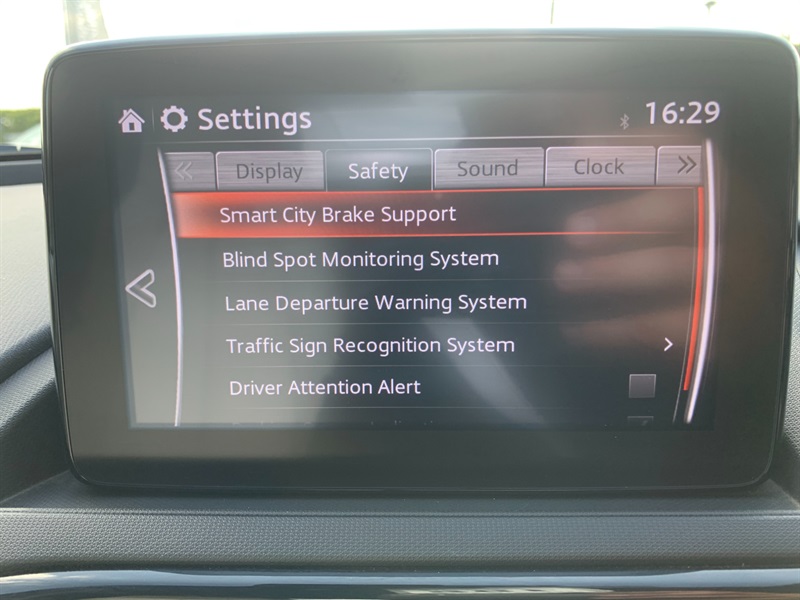 Settings
16:29
Display
Safety
Sound
Clock
Smart City Brake Support
Blind Spot Monitoring System
Lane Departure Warning System
Traffic Sign Recognition System
Driver Attention Alert